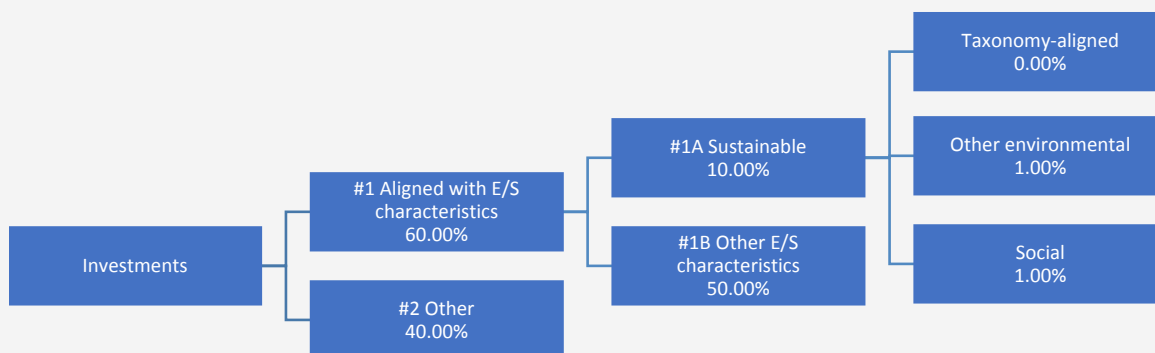 Investments
#1 Aligned with E/S
characteristics
60.00%
#2 Other
40.00%
#1A Sustainable
10.00%
#1B Other E/S
characteristics
50.00%
Taxonomy-aligned
0.00%
Other environmental
1.00%
Social
1.00%